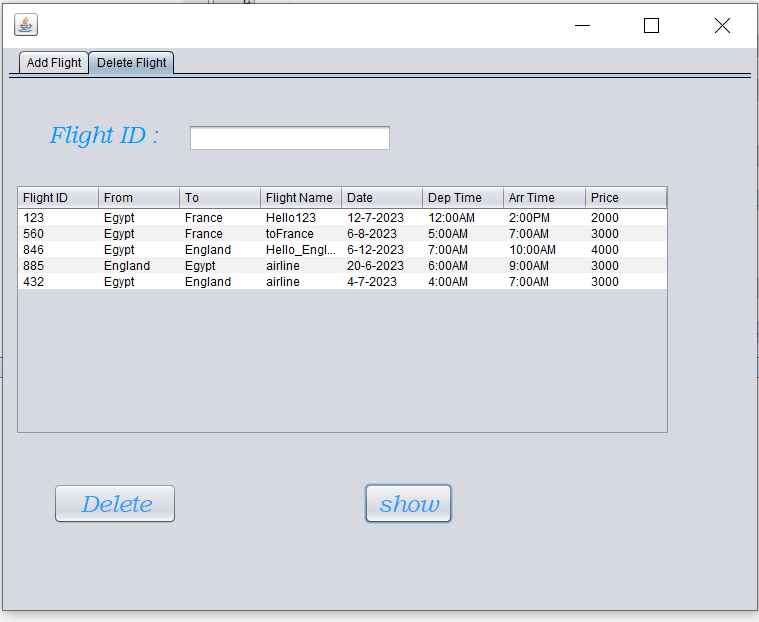 Add Flight Delete Flight
Flight ID :
Flight ID From To Flight Name Date Dep Time Arr Time Price
123 Egypt France Hello123 12-7-2023 12:00AM 2:00PM 2000
560 Egypt France toFrance 6-8-2023 5:00AM 7:00AM 3000
846 Egypt England Hello_Engl... 6-12-2023 7:00AM 10:00AM 4000
885 England Egypt airline 20-6-2023 6:00AM 9:00AM 3000
432 Egypt England airline 4-7-2023 4:00AM 7:00AM 3000
Delete show